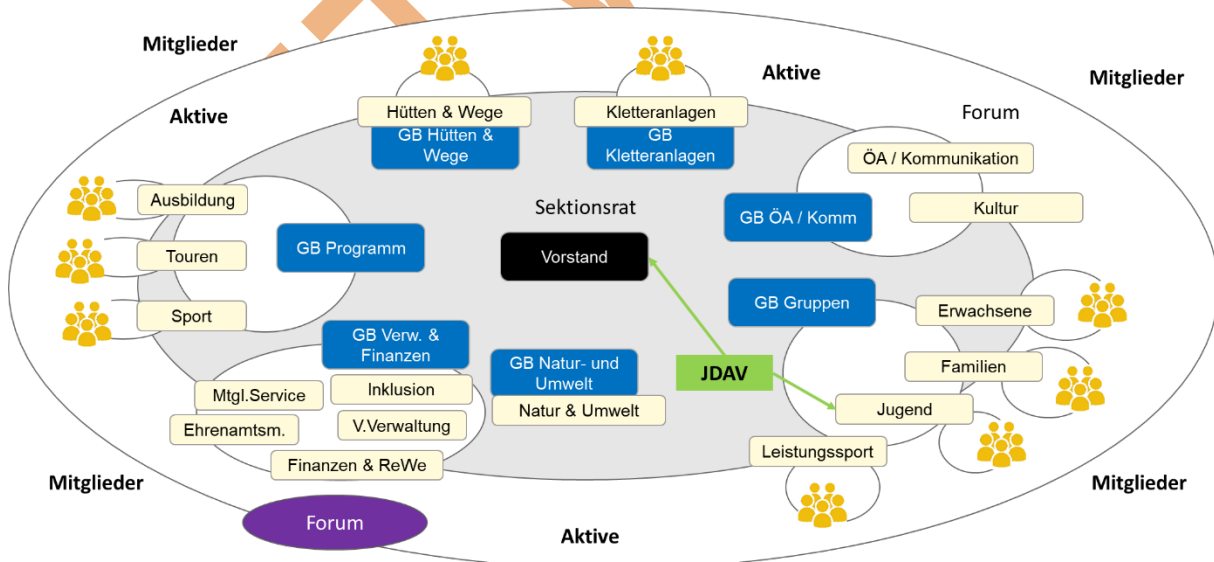 Mitglieder
Aktive
Mitglieder
Aktive
Hütten & Wege
GB Hütten &
Wege
Kletteranlagen
GB
Kletteranlagen
Forum
ÖA / Kommunikation
Kultur
GB ÖA / Komm
Ausbildung
Touren
Sport
GB Programm
Sektionsrat
Vorstand
GB Gruppen
Erwachsene
Familien
Jugend
Leistungssport
JDAV
GB Verw. &
Finanzen
Mtgl.Service
Inklusion
Ehrenamtsm.
V.Verwaltung
Finanzen & ReWe
GB Natur- und
Umwelt
Natur & Umwelt
Mitglieder
Forum
Aktive
Mitglieder